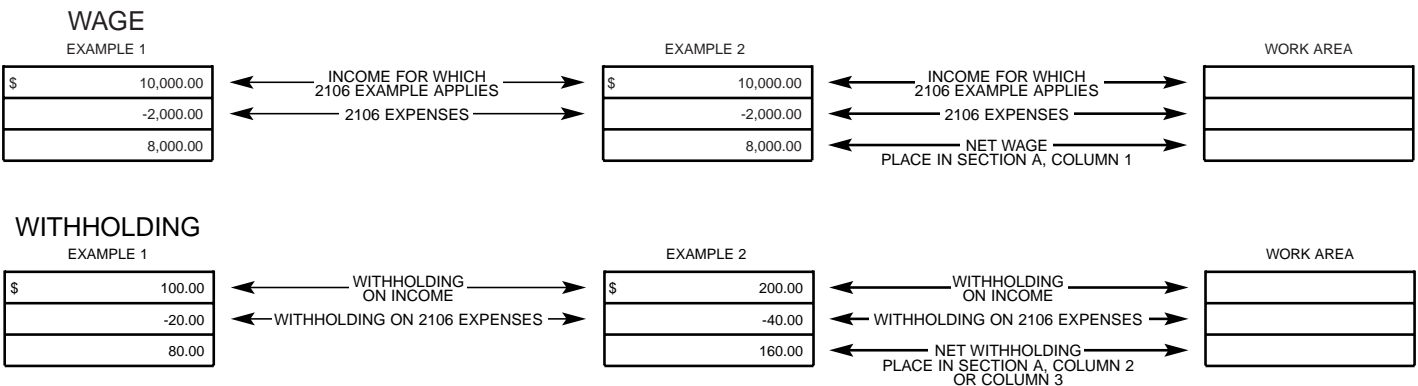 WAGE
EXAMPLE 1
EXAMPLE 2
WORK AREA
$ 10,000.00
INCOME FOR WHICH
2106 EXAMPLE APPLIES
$ 10,000.00
INCOME FOR WHICH
2106 EXAMPLE APPLIES
-2,000.00
2106 EXPENSES
-2,000.00
2106 EXPENSES
8,000.00
8,000.00
NET WAGE
PLACE IN SECTION A, COLUMN 1
WITHHOLDING
EXAMPLE 1
EXAMPLE 2
WORK AREA
$ 100.00
WITHHOLDING
ON INCOME
$ 200.00
WITHHOLDING
ON INCOME
-20.00
WITHHOLDING ON 2106 EXPENSES
-40.00
WITHHOLDING ON 2106 EXPENSES
80.00
160.00
NET WITHHOLDING
PLACE IN SECTION A, COLUMN 2
OR COLUMN 3